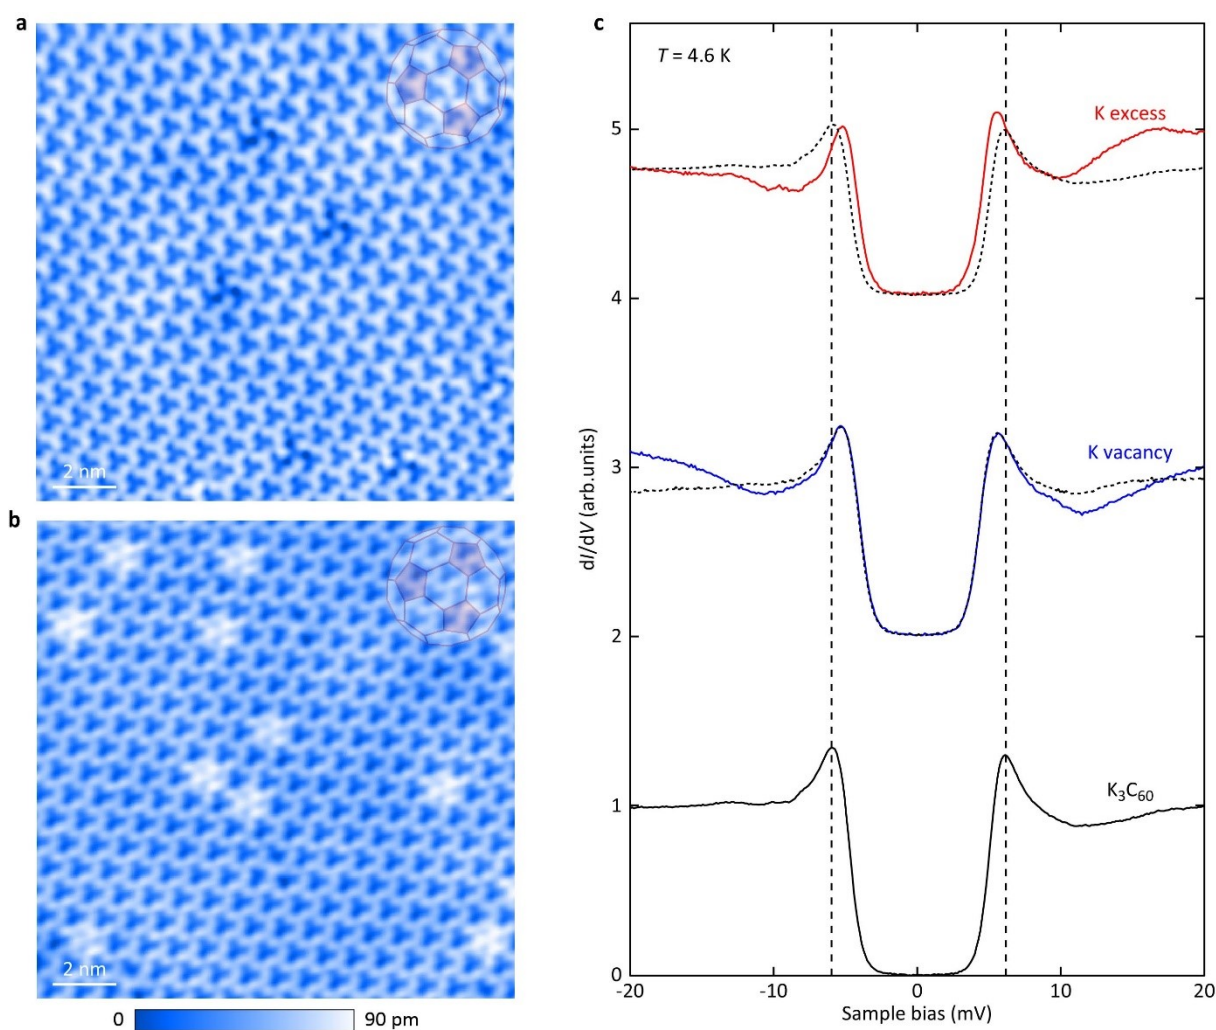 a
2 nm
b
2 nm
0 90 pm
c
T = 4.6 K
K excess
K vacancy
K₃C₆₀
dI/dV (arb.units)
5
4
3
2
1
0
-20 -10 0 10 20
Sample bias (mV)